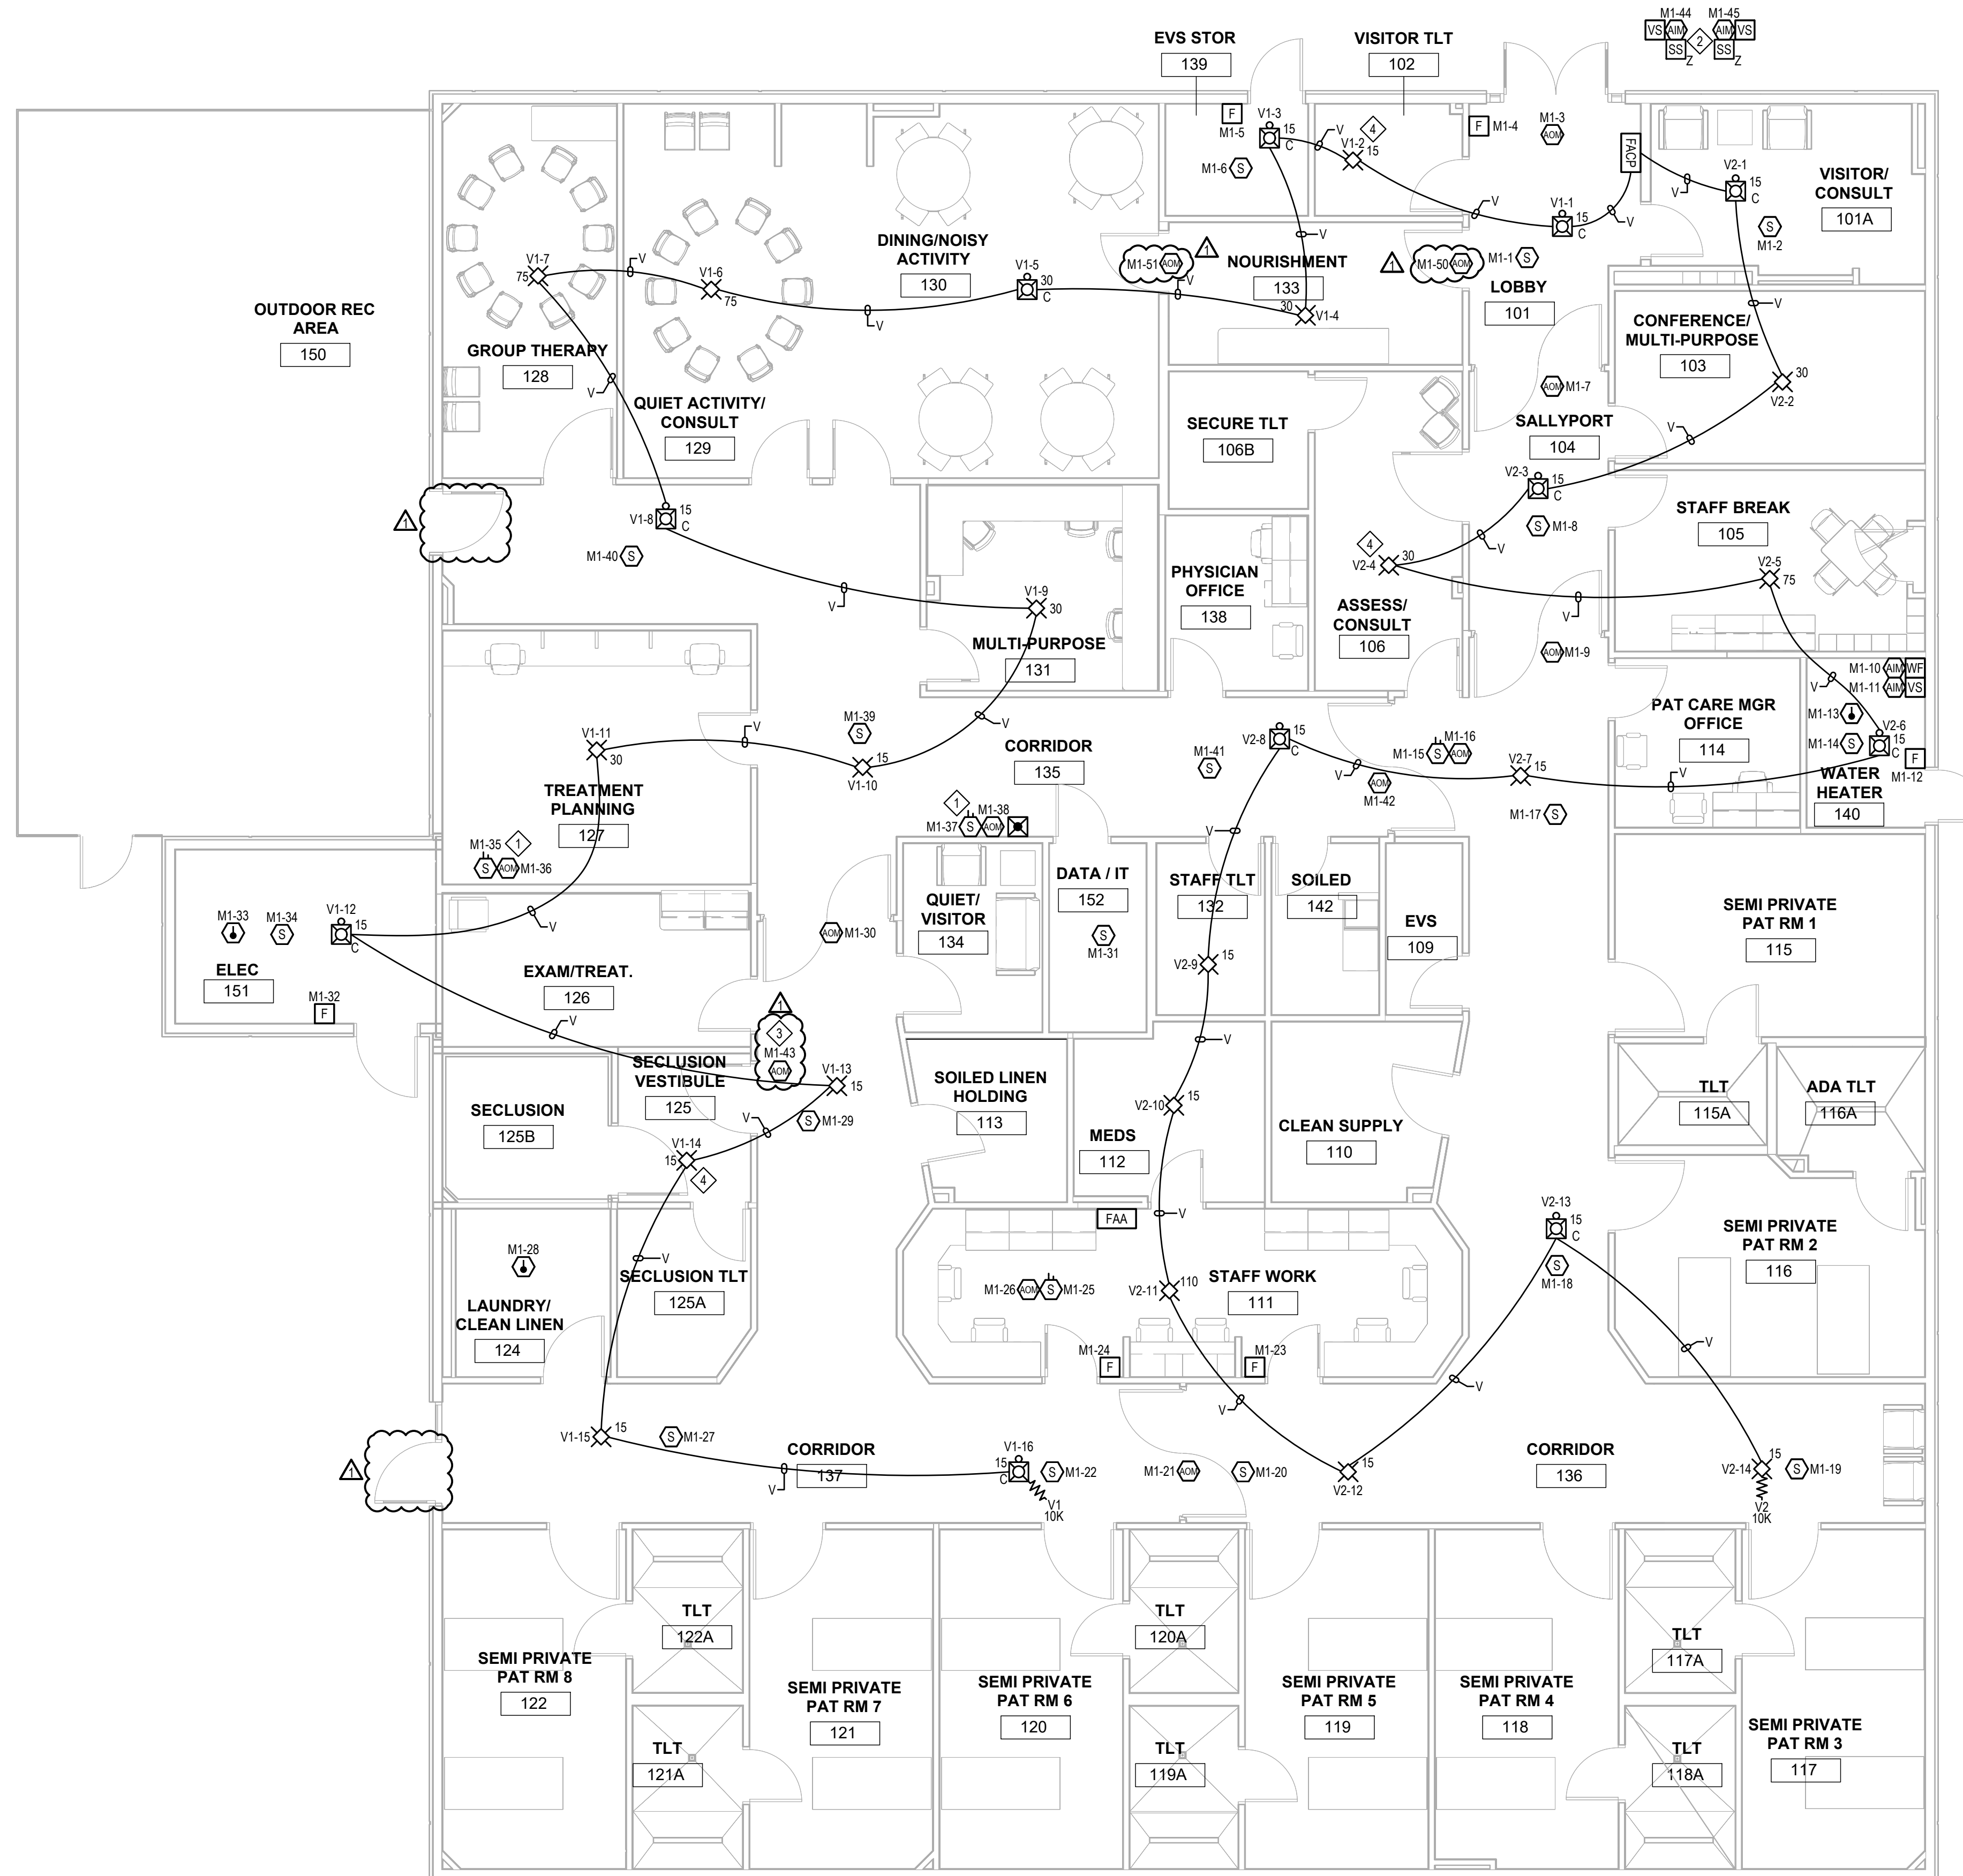 M1-44 M1-45
VS AIM AIM VS
2
SS SS
Z Z
EVS STOR
139
VISITOR TLT
102
F
M1-5
V1-3
15
C
M1-6 S
V
4
V1-2 15
F M1-4
M1-3
AOM
FACP
V2-1
15
C
V
VISITOR/
CONSULT
101A
S
M1-2
V1-1
15
C
V
V
V
M1-51 AOM
1
NOURISHMENT
133
30
V1-4
V
1
M1-50 AOM
M1-1 S
LOBBY
101
DINING/NOISY
ACTIVITY
130
V1-5
30
C
V
V1-6
75
V
V1-7
75
V
GROUP THERAPY
128
QUIET ACTIVITY/
CONSULT
129
OUTDOOR REC
AREA
150
V
CONFERENCE/
MULTI-PURPOSE
103
30
V2-2
V
AOM M1-7
SALLYPORT
104
SECURE TLT
106B
V2-3
15
C
S M1-8
V
4
30
V2-4
V
STAFF BREAK
105
V2-5
75
1
V1-8
15
C
M1-40 S
V
V1-9
30
MULTI-PURPOSE
131
V
PHYSICIAN
OFFICE
138
ASSESS/
CONSULT
106
AOM M1-9
PAT CARE MGR
OFFICE
114
M1-10 AIM WF
M1-11 AIM VS
V
M1-13
V2-6
15
C
M1-14 S
F
M1-12
WATER
HEATER
140
V
M1-39
S
15
V1-10
V
V1-11
30
TREATMENT
PLANNING
127
CORRIDOR
135
M1-41
S
V2-8
15
C
V
M1-16
M1-15 S AOM
AOM
M1-42
V2-7
15
M1-17 S
1
M1-38
M1-37 S AOM
M1-35
1
S AOM M1-36
V
V
M1-33
M1-34
S
V1-12
15
C
ELEC
151
M1-32
F
EXAM/TREAT.
126
V
AOM M1-30
QUIET/
VISITOR
134
DATA / IT
152
S
M1-31
STAFF TLT
132
V2-9
15
SOILED
142
EVS
109
SEMI PRIVATE
PAT RM 1
115
1
3
M1-43
AOM
V1-13
15
S M1-29
V
SECLUSION
VESTIBULE
125
SECLUSION
125B
V1-14
15
4
V
SOILED LINEN
HOLDING
113
V
V2-10
15
MEDS
112
CLEAN SUPPLY
110
TLT
115A
ADA TLT
116A
FAA
V
V2-13
15
C
S
M1-18
SEMI PRIVATE
PAT RM 2
116
M1-28
LAUNDRY/
CLEAN LINEN
124
SECLUSION TLT
125A
M1-26 AOM S M1-25
110
V2-11
STAFF WORK
111
M1-24
F
M1-23
F
V
V
V
V1-15
15
S M1-27
V
CORRIDOR
137
V1-16
15
C
S M1-22
V1
10K
M1-21 AOM
S M1-20
15
V2-12
CORRIDOR
136
15
V2-14
S M1-19
V2
10K
1
SEMI PRIVATE
PAT RM 8
122
TLT
122A
TLT
121A
SEMI PRIVATE
PAT RM 7
121
SEMI PRIVATE
PAT RM 6
120
TLT
120A
TLT
119A
SEMI PRIVATE
PAT RM 5
119
SEMI PRIVATE
PAT RM 4
118
TLT
117A
TLT
118A
SEMI PRIVATE
PAT RM 3
117